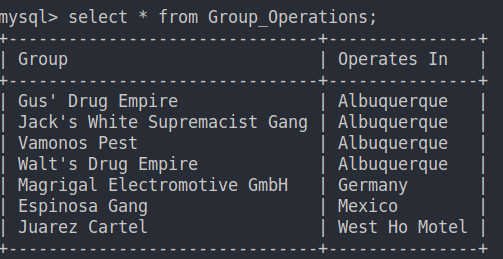 mysql> select * from Group_Operations;
+--------------------------------+---------------+
| Group                          | Operates In   |
+--------------------------------+---------------+
| Gus' Drug Empire               | Albuquerque   |
| Jack's White Supremacist Gang  | Albuquerque   |
| Vamonos Pest                   | Albuquerque   |
| Walt's Drug Empire             | Albuquerque   |
| Magrigal Electromotive GmbH    | Germany       |
| Espinosa Gang                  | Mexico        |
| Juarez Cartel                  | West Ho Motel |
+--------------------------------+---------------+